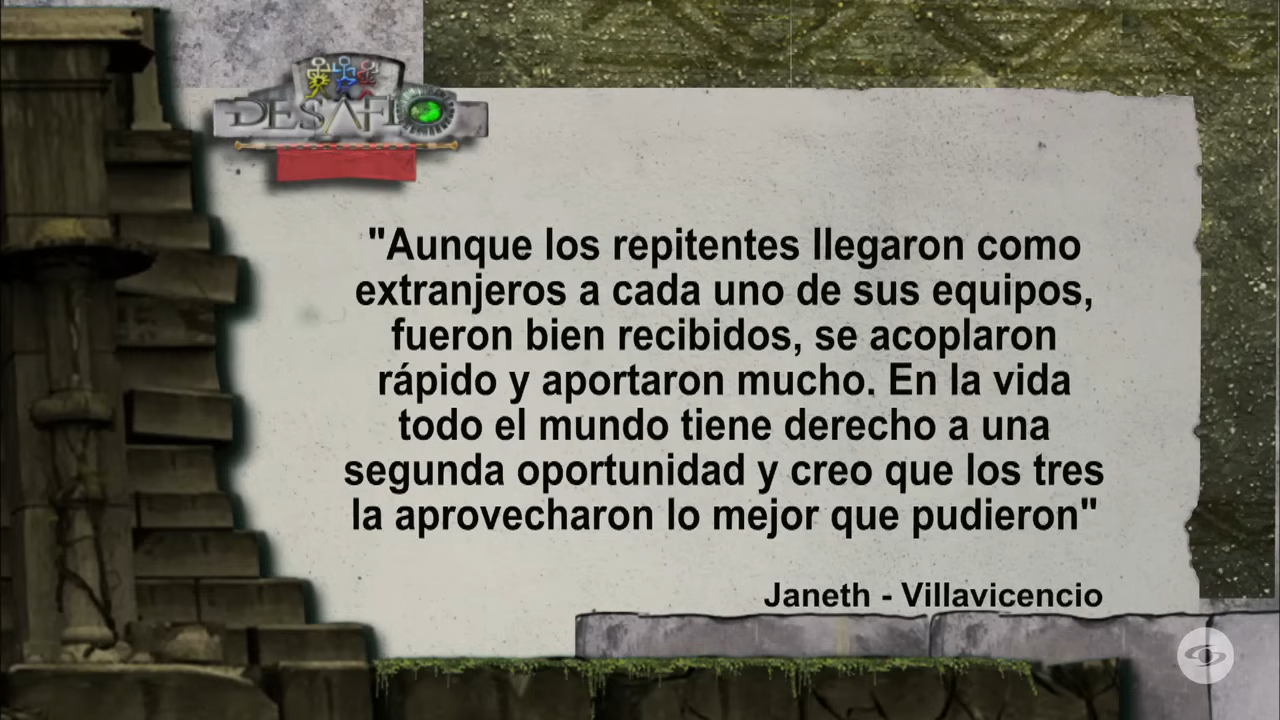 DESAFIO
"Aunque los repitentes llegaron como
extranjeros a cada uno de sus equipos,
fueron bien recibidos, se acoplaron
rápido y aportaron mucho. En la vida
todo el mundo tiene derecho a una
segunda oportunidad y creo que los tres
la aprovecharon lo mejor que pudieron"
Janeth - Villavicencio